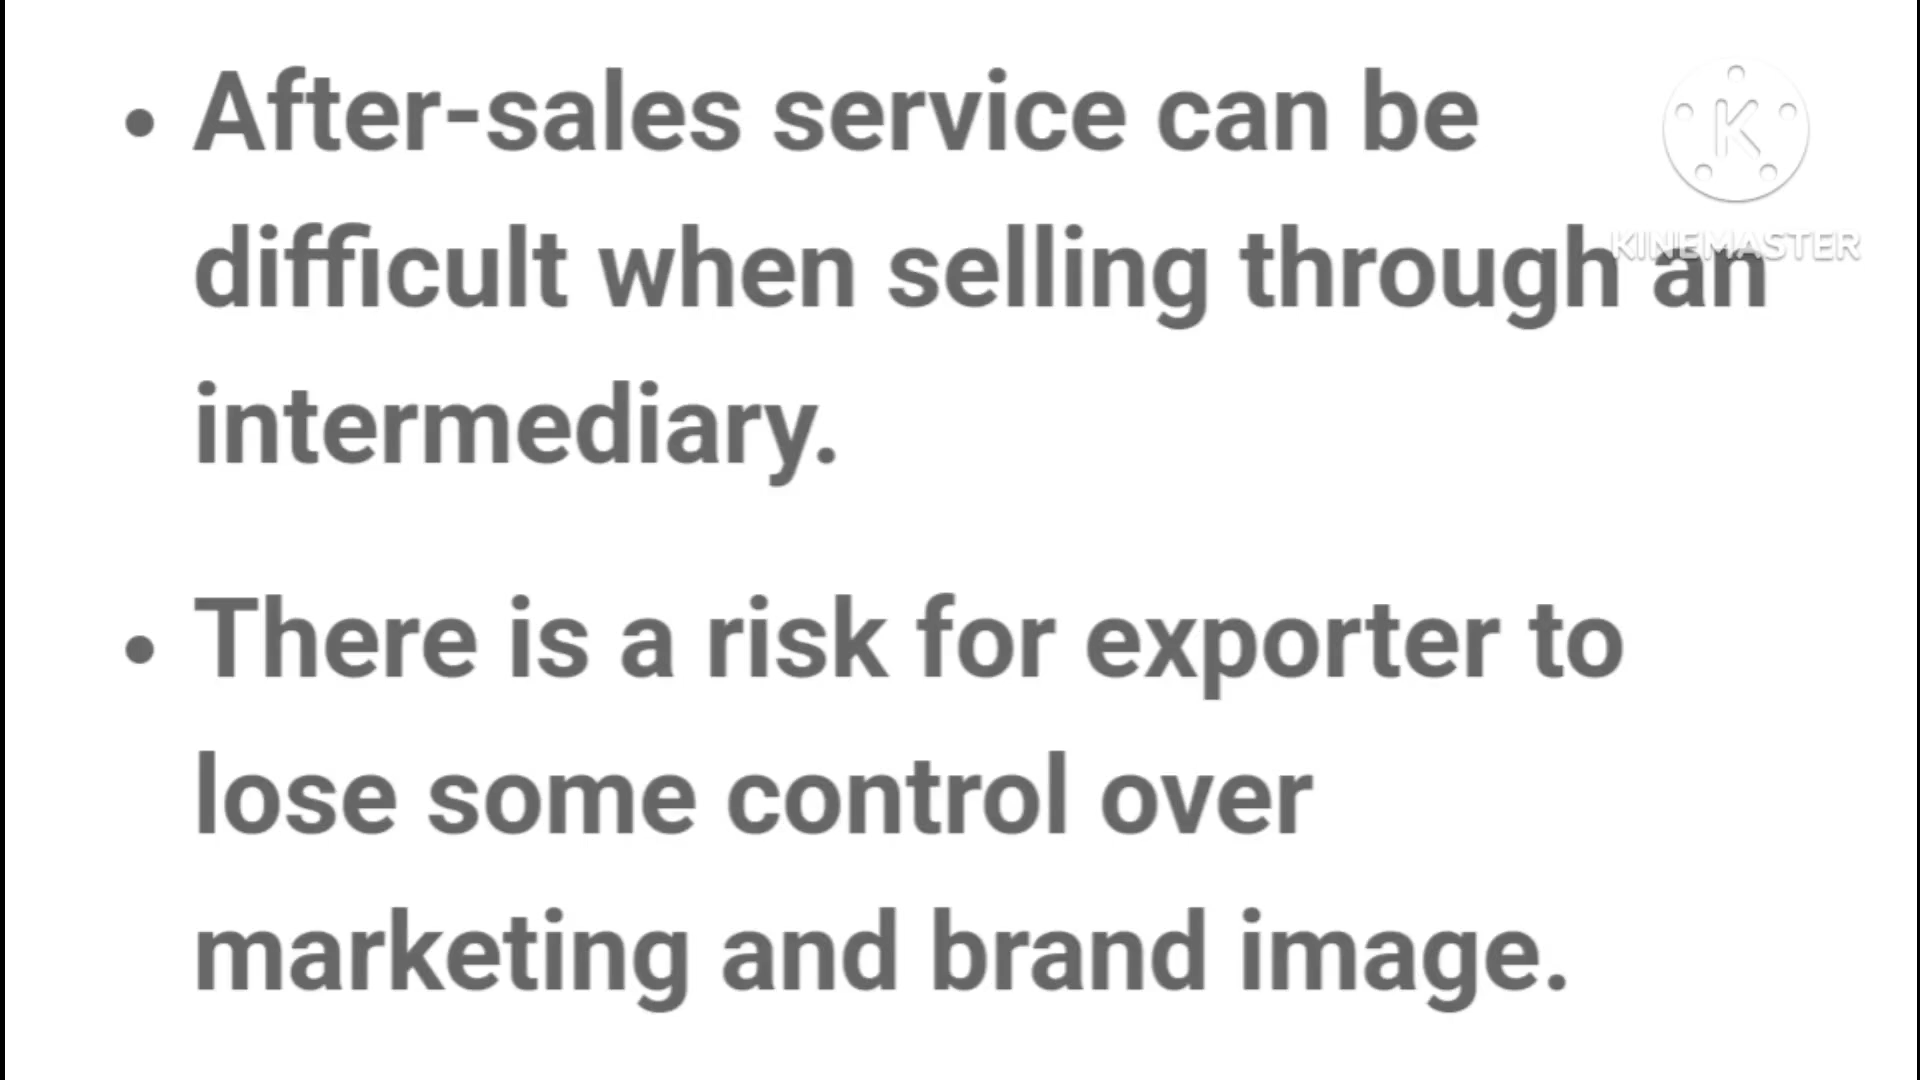 • After-sales service can be
difficult when selling through an
intermediary.
• There is a risk for exporter to
lose some control over
marketing and brand image.
K
KINEMASTER